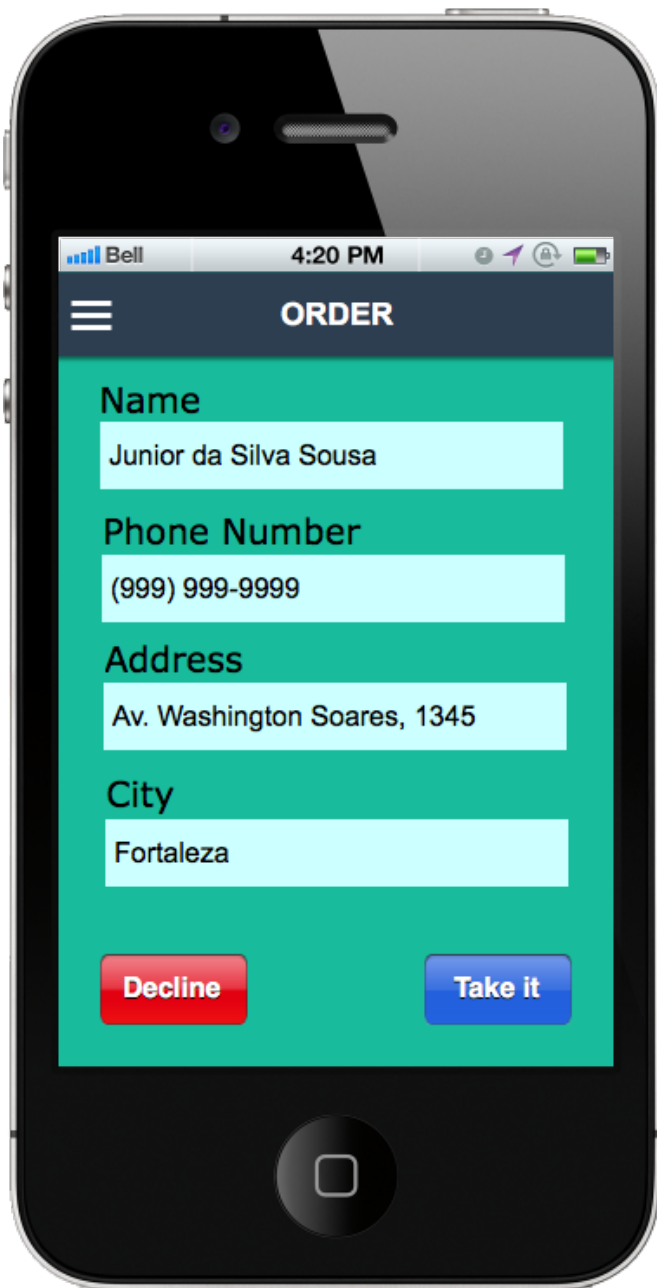 Bell 4:20 PM
ORDER
Name
Junior da Silva Sousa
Phone Number
(999) 999-9999
Address
Av. Washington Soares, 1345
City
Fortaleza
Decline Take it